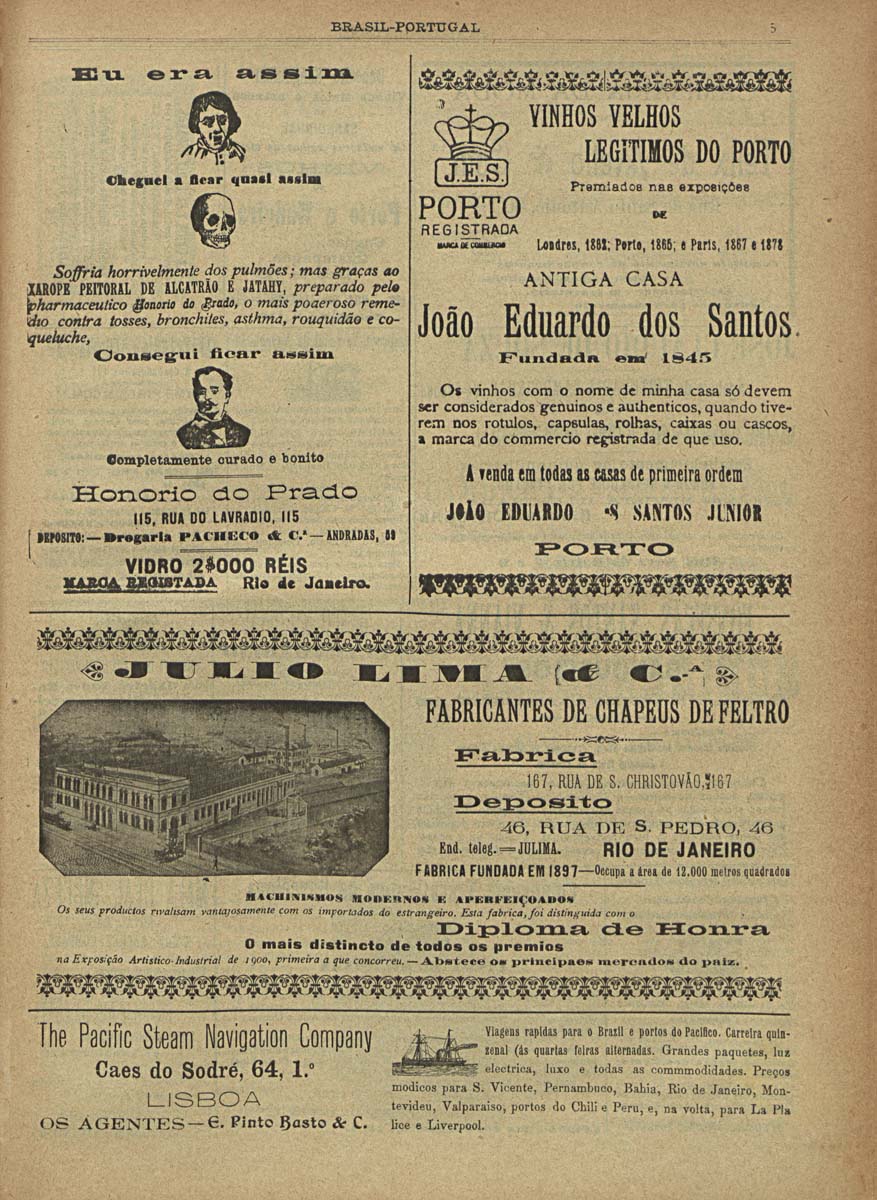 BRASIL-PORTUGAL
5
Eu era assim
Cheguei a ficar quasi assim
Soffria horrivelmente dos pulmões; mas graças ao
XAROPE PEITORAL DE ALCATRÃO E JATAHY, preparado pelo
pharmaceutico Honorio do Prado, o mais poderoso reme-
dio contra tosses, bronchites, asthma, rouquidão e co-
queluche,
Consegui ficar assim
Completamente curado e bonito
Honorio do Prado
115, RUA DO LAVRADIO, 115
DEPOSITO:—Drogaria PACHECO & C.ª—ANDRADAS, 59
VIDRO 2$000 RÉIS
MARCA REGISTADA Rio de Janeiro.
J.E.S.
PORTO
REGISTRADA
MARCA DE COMMERCIO
VINHOS VELHOS
LEGITIMOS DO PORTO
Premiados nas exposições
DE
Londres, 1862; Porto, 1865; e Paris, 1867 e 1878
ANTIGA CASA
João Eduardo dos Santos.
Fundada em 1845
Os vinhos com o nome de minha casa só devem
ser considerados genuinos e authenticos, quando tive-
rem nos rotulos, capsulas, rolhas, caixas ou cascos,
a marca do commercio registrada de que uso.
A venda em todas as casas de primeira ordem
JOÃO EDUARDO S SANTOS JUNIOR
PORTO
JULIO LIMA & C.ª
FABRICANTES DE CHAPEUS DE FELTRO
Fabrica
167, RUA DE S. CHRISTOVÃO, 167
Deposito
46, RUA DE S. PEDRO, 46
End. teleg.=JULIMA. RIO DE JANEIRO
FABRICA FUNDADA EM 1897—Occupa a área de 12.000 metros quadrados
MACHINISMOS MODERNOS E APERFEIÇOADOS
Os seus productos rivalisam vantajosamente com os importados do estrangeiro. Esta fabrica, foi distinguida com o
Diploma de Honra
O mais distincto de todos os premios
na Exposição Artistico-Industrial de 1900, primeira a que concorreu.—Abastece os principaes mercados do paiz.
The Pacific Steam Navigation Company
Caes do Sodré, 64, 1.º
LISBOA
OS AGENTES—E. Pinto Basto & C.
Viagens rapidas para o Brazil e portos do Pacifico. Carreira quin-
zenal (ás quartas feiras alternadas. Grandes paquetes, luz
electrica, luxo e todas as commmodidades. Preços
modicos para S. Vicente, Pernambuco, Bahia, Rio de Janeiro, Mon-
tevideu, Valparaiso, portos do Chili e Peru, e, na volta, para La Pa
lice e Liverpool.